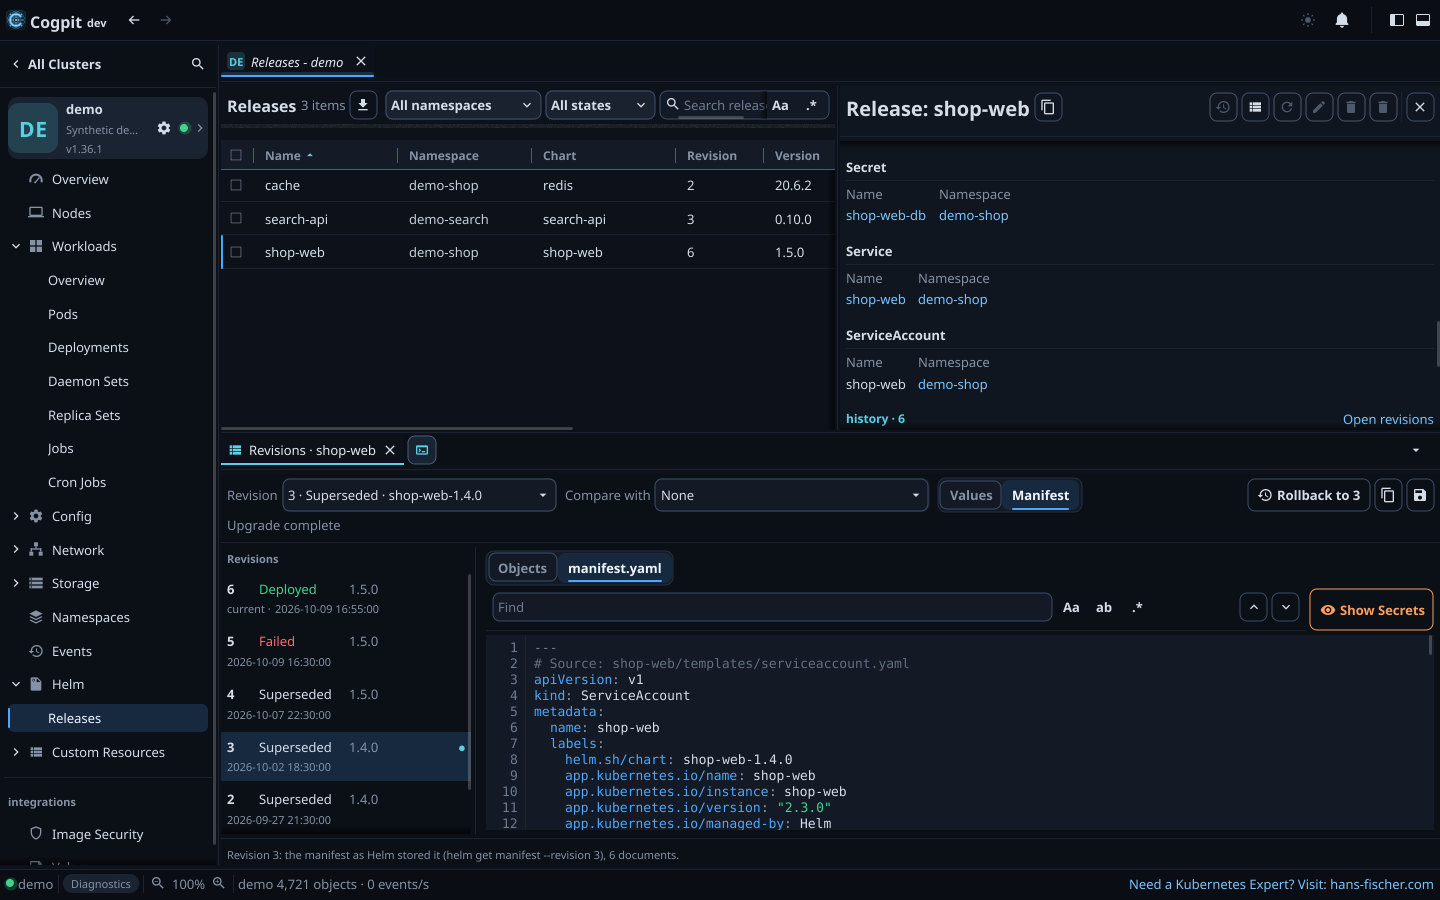 Cogpit dev
All Clusters
DE
demo
Synthetic de...
v1.36.1
Overview
Nodes
Workloads
Overview
Pods
Deployments
Daemon Sets
Replica Sets
Jobs
Cron Jobs
Config
Network
Storage
Namespaces
Events
Helm
Releases
Custom Resources
integrations
Image Security
DE Releases - demo
Releases 3 items All namespaces All states Search releas Aa .*
Name Namespace Chart Revision Version
cache demo-shop redis 2 20.6.2
search-api demo-search search-api 3 0.10.0
shop-web demo-shop shop-web 6 1.5.0
Release: shop-web
Secret
Name Namespace
shop-web-db demo-shop
Service
Name Namespace
shop-web demo-shop
ServiceAccount
Name Namespace
shop-web demo-shop
history · 6 Open revisions
Revisions · shop-web
Revision 3 · Superseded · shop-web-1.4.0 Compare with None Values Manifest Rollback to 3
Upgrade complete
Revisions
6 Deployed 1.5.0
current · 2026-10-09 16:55:00
5 Failed 1.5.0
2026-10-09 16:30:00
4 Superseded 1.5.0
2026-10-07 22:30:00
3 Superseded 1.4.0
2026-10-02 18:30:00
2 Superseded 1.4.0
2026-09-27 21:30:00
Objects manifest.yaml
Find Aa ab .* Show Secrets
1 ---
2 # Source: shop-web/templates/serviceaccount.yaml
3 apiVersion: v1
4 kind: ServiceAccount
5 metadata:
6 name: shop-web
7 labels:
8 helm.sh/chart: shop-web-1.4.0
9 app.kubernetes.io/name: shop-web
10 app.kubernetes.io/instance: shop-web
11 app.kubernetes.io/version: "2.3.0"
12 app.kubernetes.io/managed-by: Helm
Revision 3: the manifest as Helm stored it (helm get manifest --revision 3), 6 documents.
demo Diagnostics 100% demo 4,721 objects · 0 events/s
Need a Kubernetes Expert? Visit: hans-fischer.com